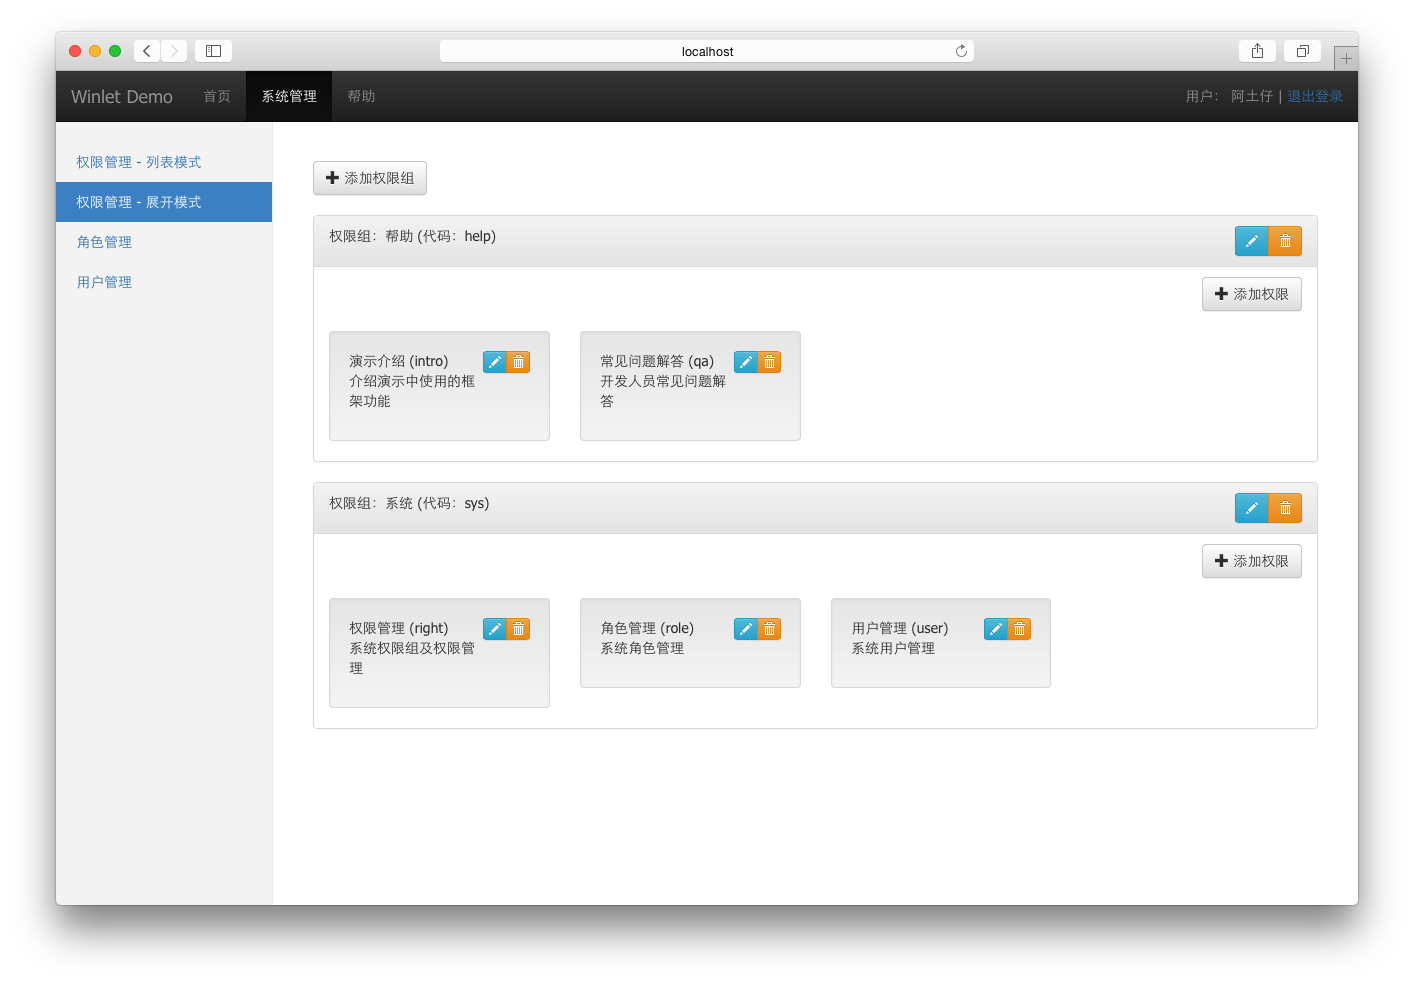 localhost
Winlet Demo 首页 系统管理 帮助 用户： 阿土仔 | 退出登录
权限管理 - 列表模式
权限管理 - 展开模式
角色管理
用户管理
添加权限组
权限组：帮助 (代码：help)
添加权限
演示介绍 (intro)
介绍演示中使用的框
架功能
常见问题解答 (qa)
开发人员常见问题解
答
权限组：系统 (代码：sys)
添加权限
权限管理 (right)
系统权限组及权限管
理
角色管理 (role)
系统角色管理
用户管理 (user)
系统用户管理